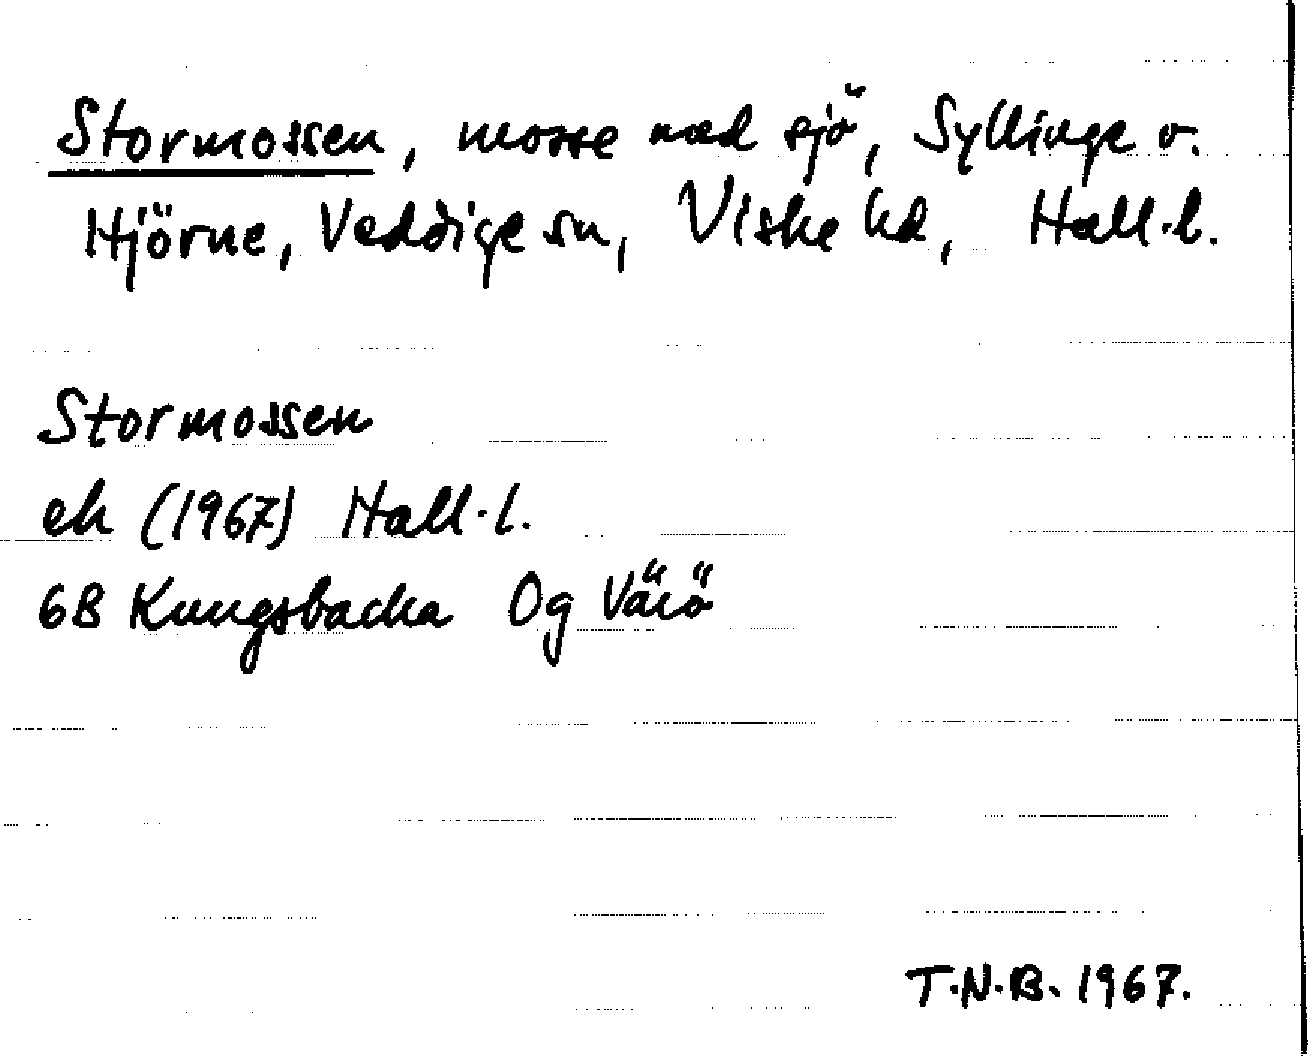 Stormossen, mosse med sjö, Syllinge o.
Hjörne, Veddige sn, Viske hd, Hall. l.
Stormossen
ek (1967) Hall. l.
6B Kungsbacka Og Värö
T.N.B. 1967.